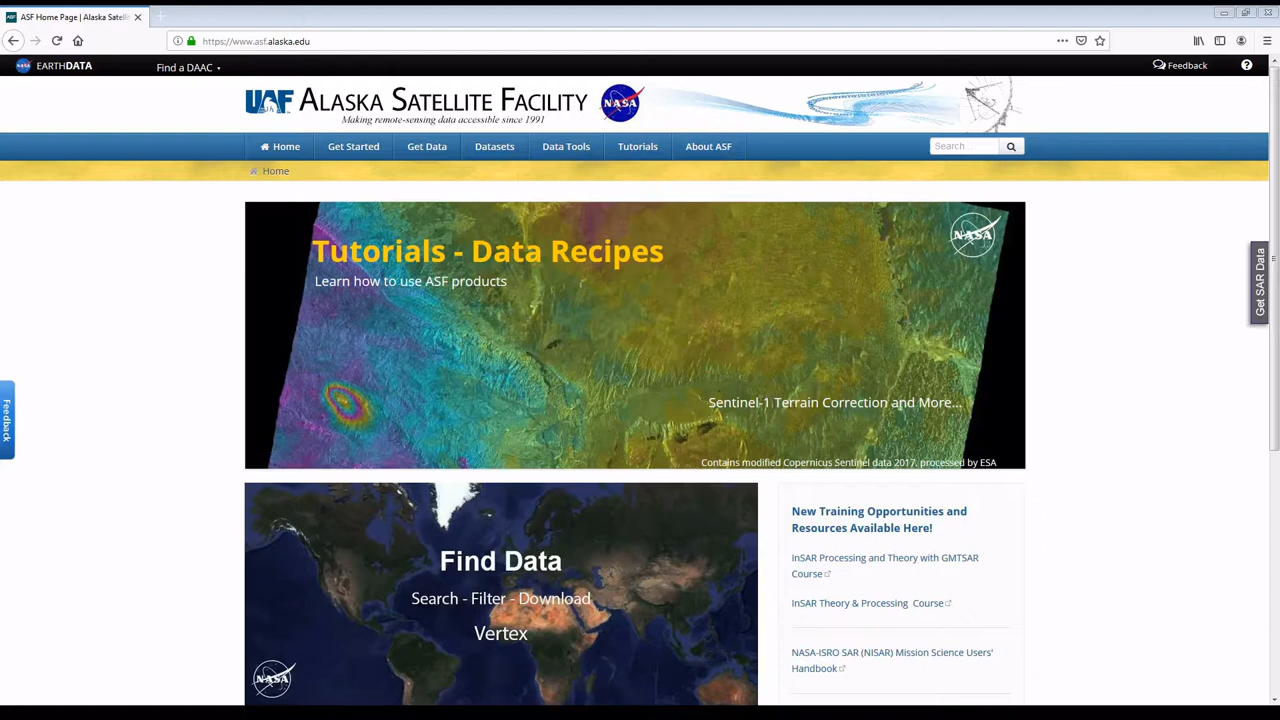 ASF Home Page | Alaska Satelli
https://www.asf.alaska.edu
EARTHDATA
Find a DAAC
Feedback
UAF ALASKA SATELLITE FACILITY NASA
Making remote-sensing data accessible since 1991
Home Get Started Get Data Datasets Data Tools Tutorials About ASF Search...
Home
Tutorials - Data Recipes
NASA
Learn how to use ASF products
Get SAR Data
Sentinel-1 Terrain Correction and More...
Contains modified Copernicus Sentinel data 2017, processed by ESA
Feedback
Find Data
Search - Filter - Download
Vertex
NASA
New Training Opportunities and
Resources Available Here!
InSAR Processing and Theory with GMTSAR
Course
InSAR Theory & Processing Course
NASA-ISRO SAR (NISAR) Mission Science Users'
Handbook